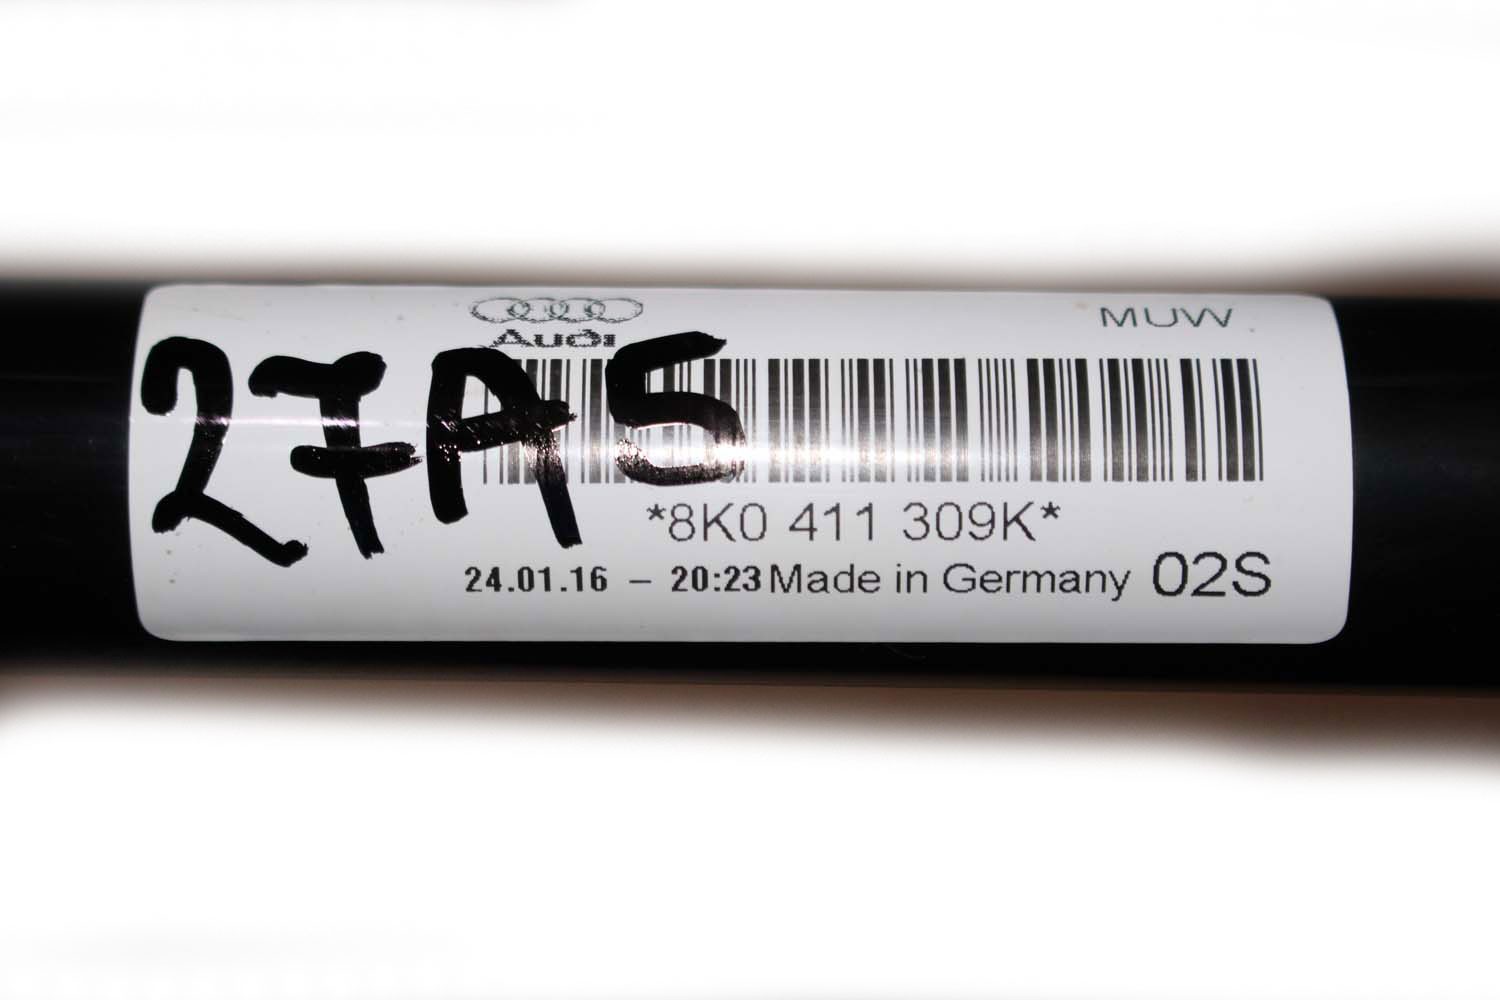 MUW
Audi
27A5
*8K0 411 309K*
24.01.16 – 20:23 Made in Germany 02S